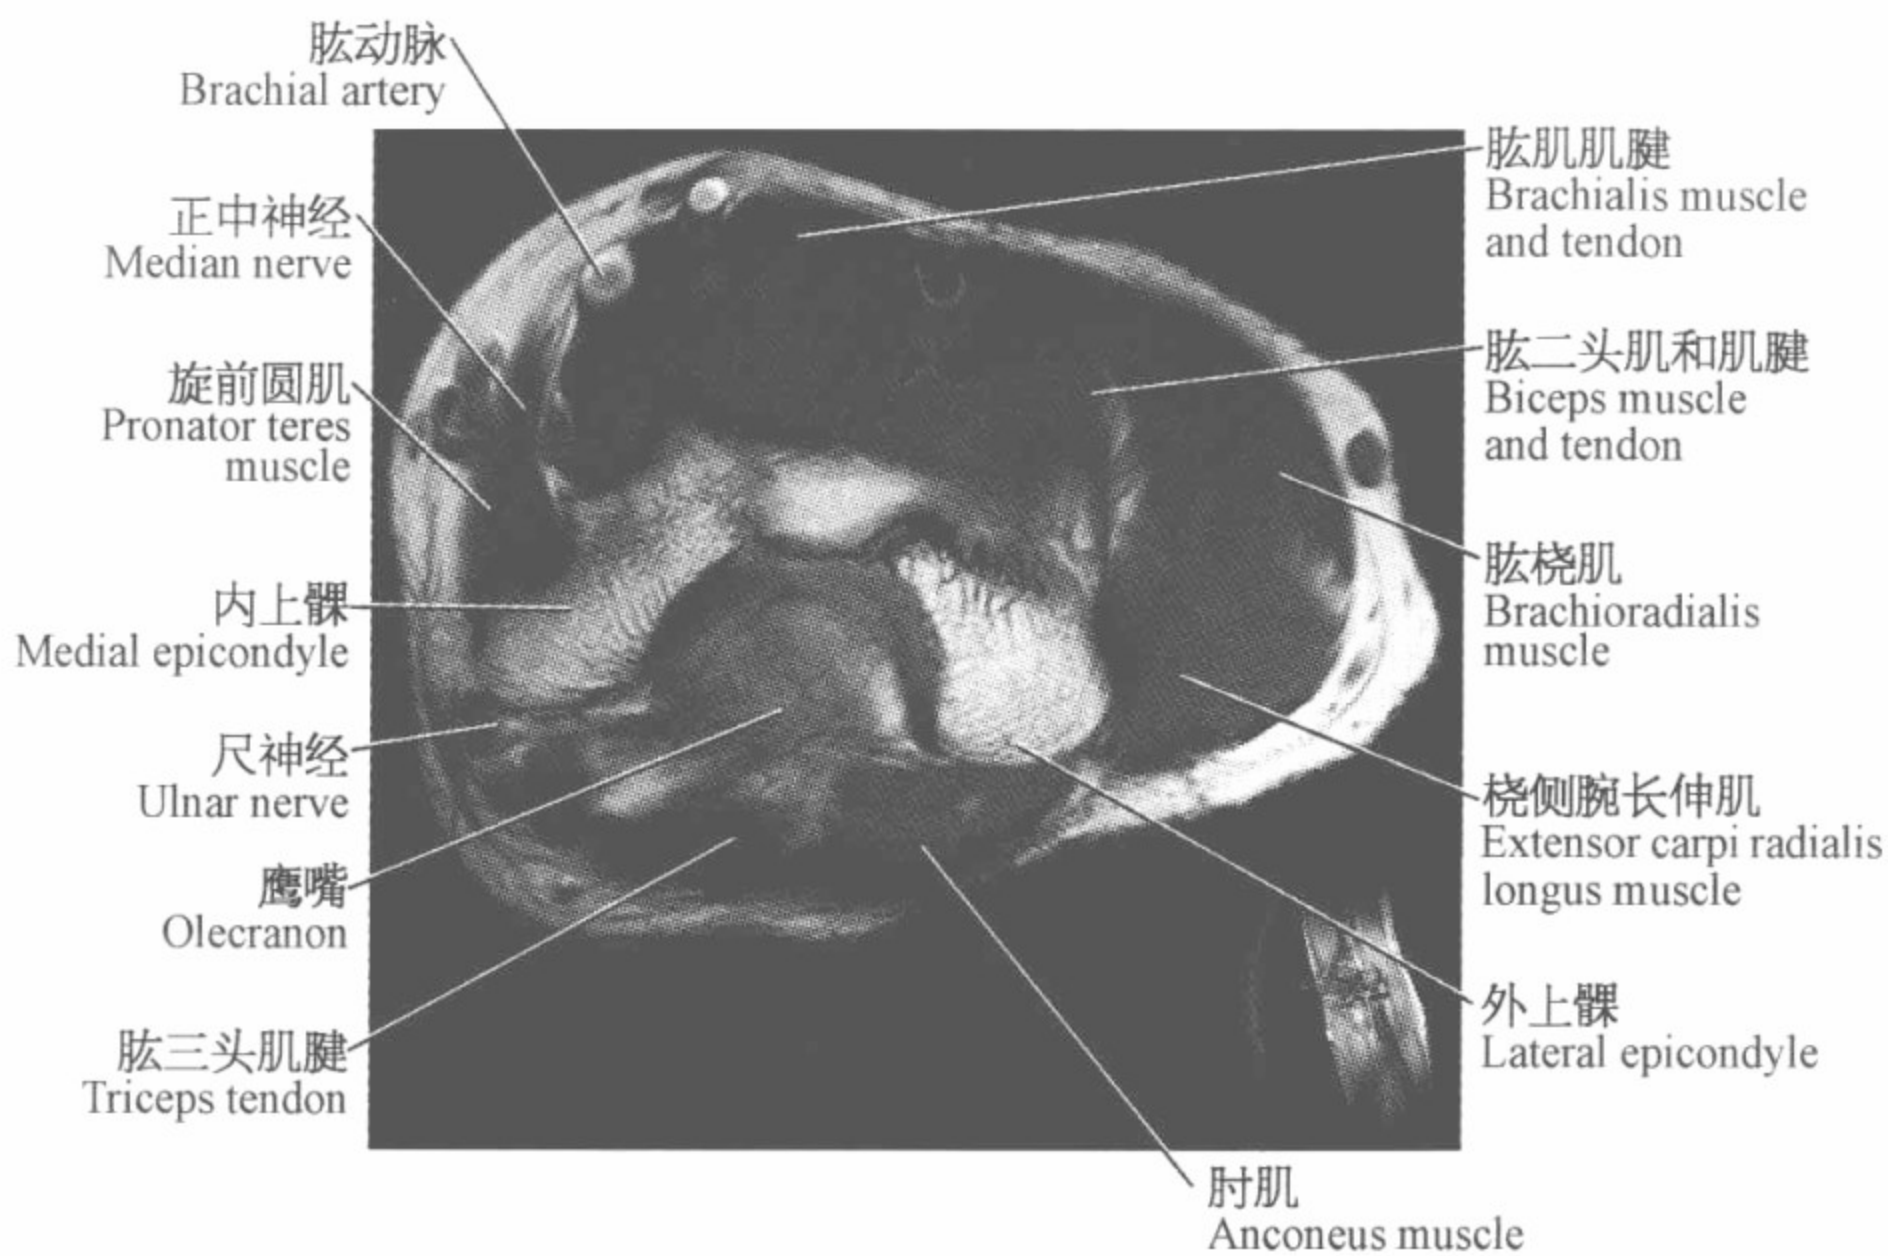 肱动脉
Brachial artery
正中神经
Median nerve
旋前圆肌
Pronator teres
muscle
内上髁
Medial epicondyle
尺神经
Ulnar nerve
鹰嘴
Olecranon
肱三头肌腱
Triceps tendon
肱肌肌腱
Brachialis muscle
and tendon
肱二头肌和肌腱
Biceps muscle
and tendon
肱桡肌
Brachioradialis
muscle
桡侧腕长伸肌
Extensor carpi radialis
longus muscle
外上髁
Lateral epicondyle
肘肌
Anconeus muscle